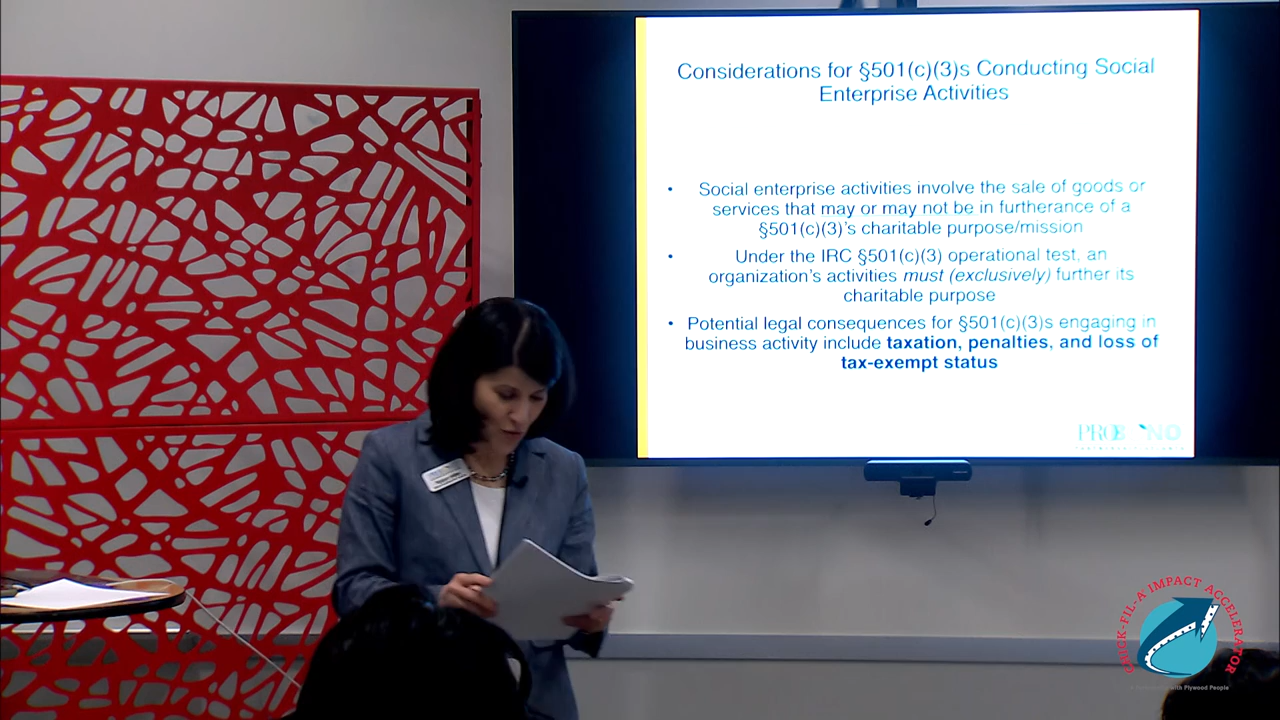 Considerations for §501(c)(3)s Conducting Social
Enterprise Activities
• Social enterprise activities involve the sale of goods or
services that may or may not be in furtherance of a
§501(c)(3)'s charitable purpose/mission
• Under the IRC §501(c)(3) operational test, an
organization's activities must (exclusively) further its
charitable purpose
• Potential legal consequences for §501(c)(3)s engaging in
business activity include taxation, penalties, and loss of
tax-exempt status
CHICK-FIL-A IMPACT ACCELERATOR
with Plywood People